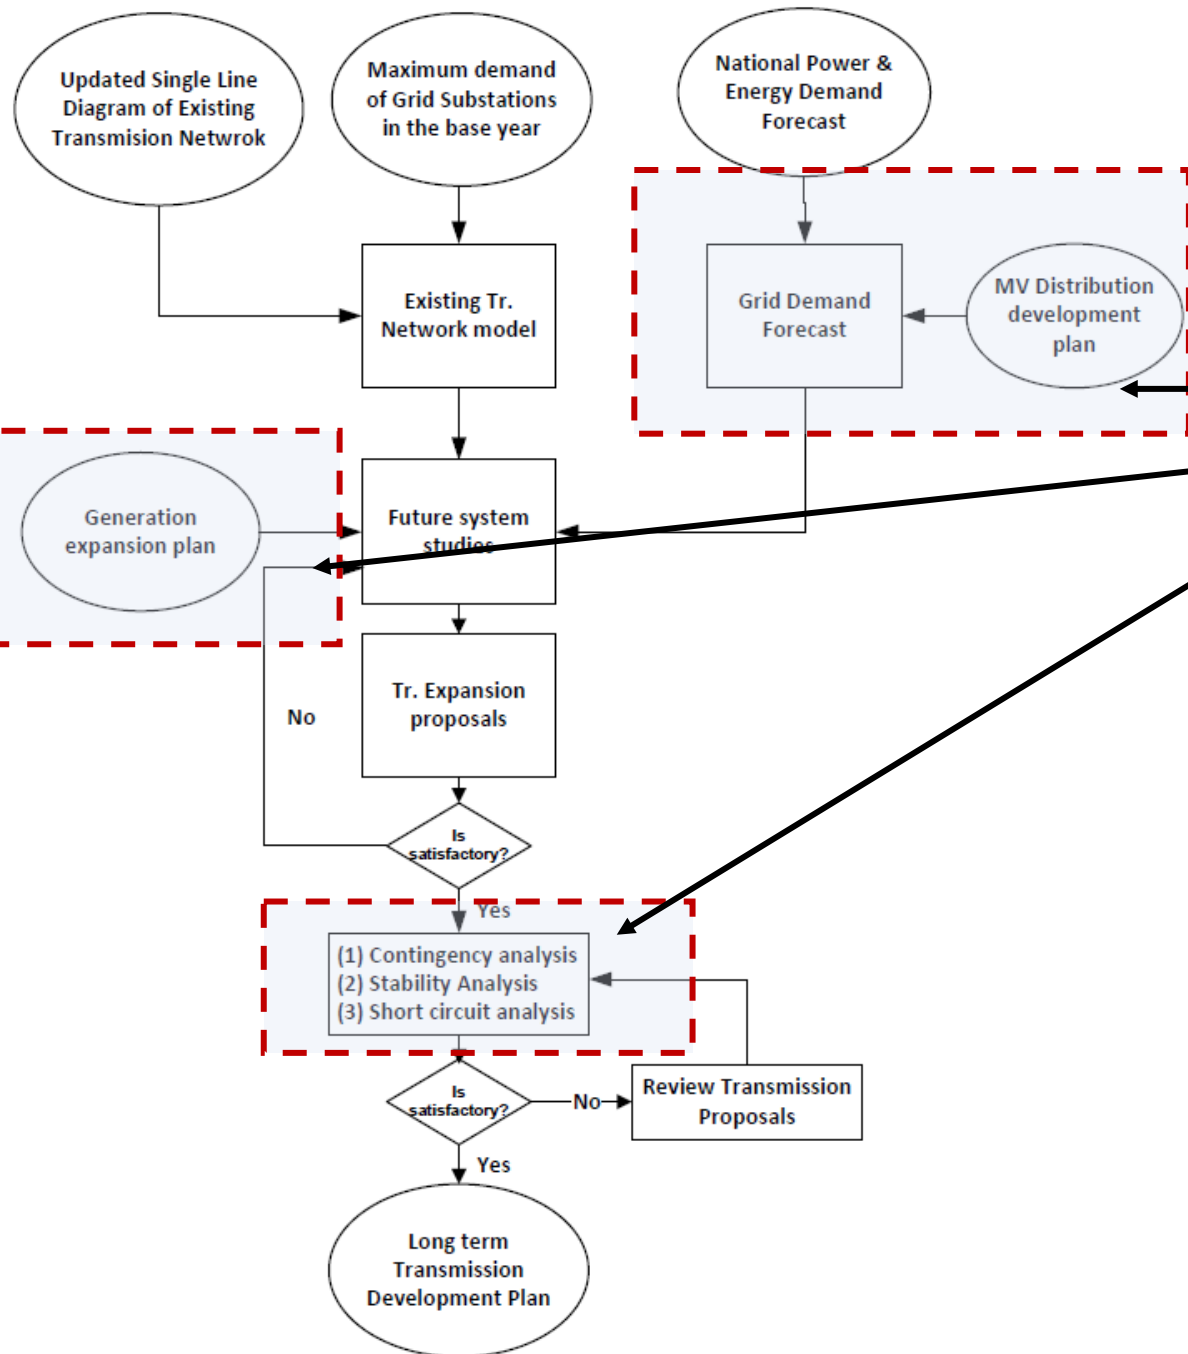 Updated Single Line
Diagram of Existing
Transmision Netwrok
Maximum demand
of Grid Substations
in the base year
National Power &
Energy Demand
Forecast
Existing Tr.
Network model
Grid Demand
Forecast
MV Distribution
development
plan
Generation
expansion plan
Future system
studies
Tr. Expansion
proposals
No
Is
satisfactory?
Yes
(1) Contingency analysis
(2) Stability Analysis
(3) Short circuit analysis
Is
satisfactory?
No
Review Transmission
Proposals
Yes
Long term
Transmission
Development Plan